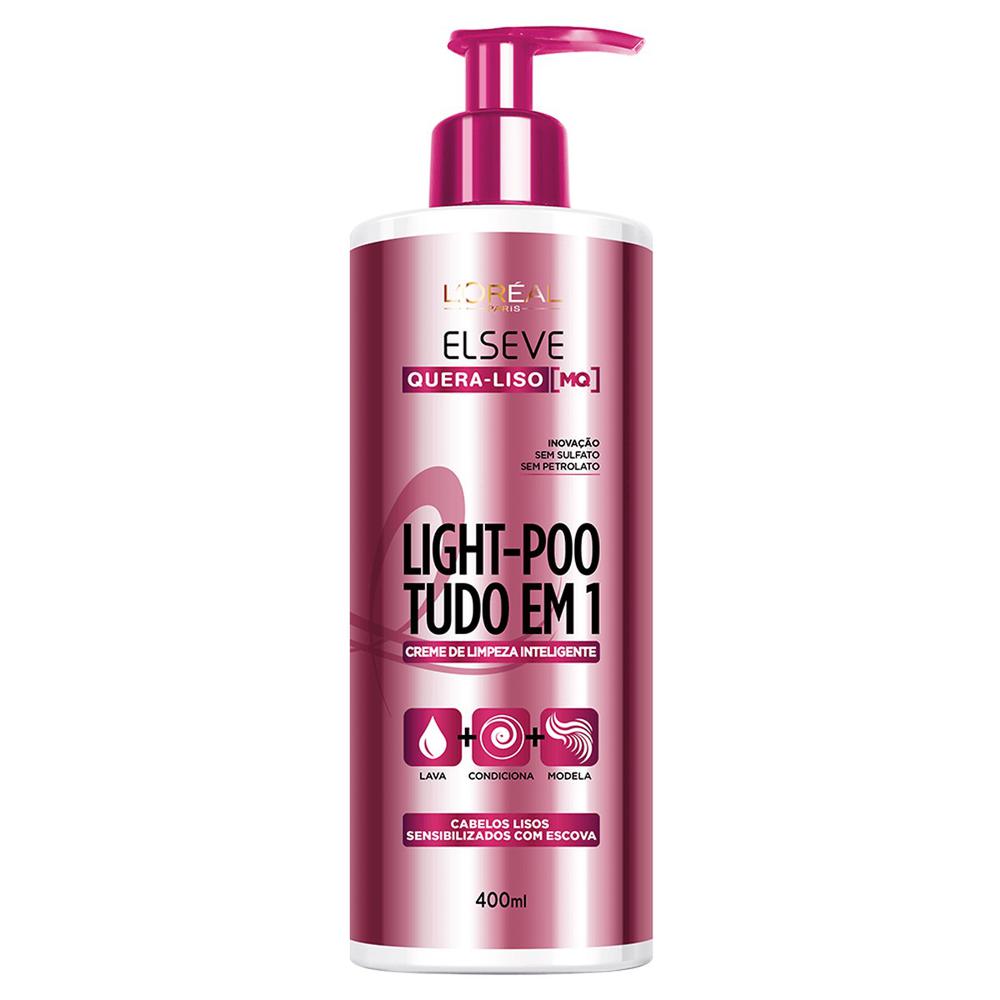 L'ORÉAL
PARIS
ELSEVE
QUERA-LISO [MQ]
INOVAÇÃO
SEM SULFATO
SEM PETROLATO
LIGHT-POO
TUDO EM 1
CREME DE LIMPEZA INTELIGENTE
+ +
LAVA CONDICIONA MODELA
CABELOS LISOS
SENSIBILIZADOS COM ESCOVA
400ml